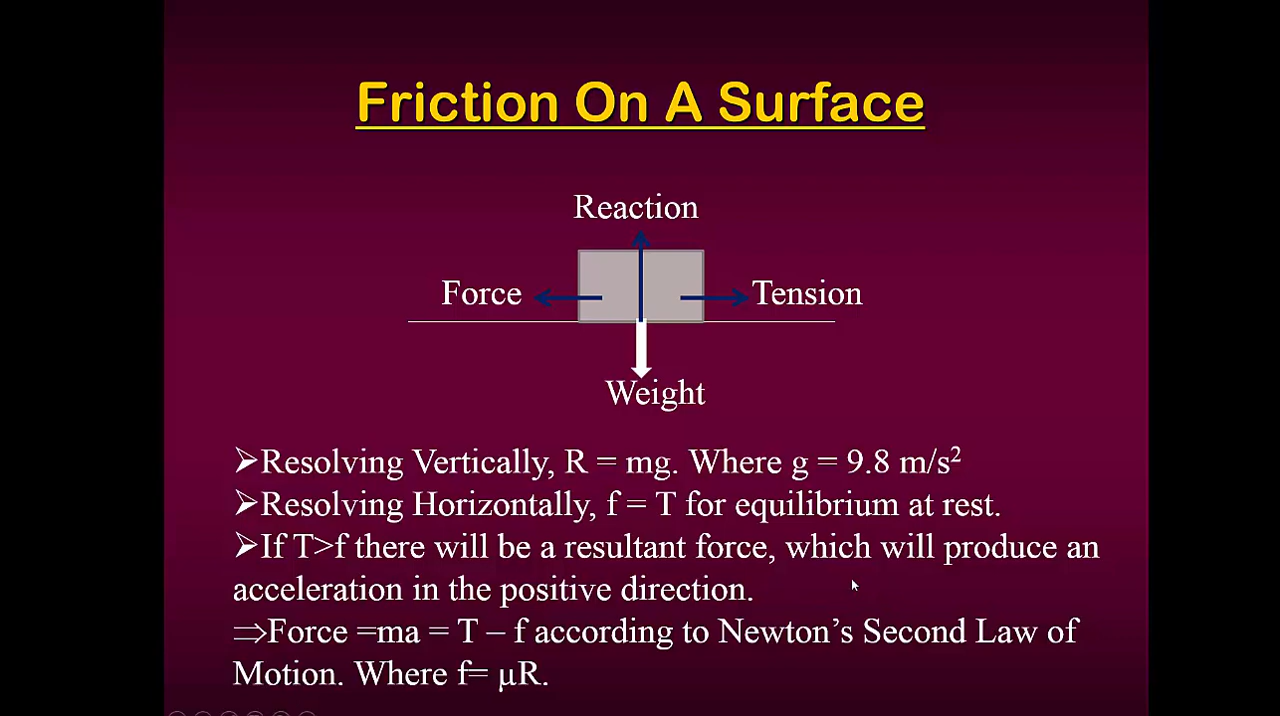 Friction On A Surface
Reaction
Force
Tension
Weight
➢Resolving Vertically, R = mg. Where g = 9.8 m/s²
➢Resolving Horizontally, f = T for equilibrium at rest.
➢If T>f there will be a resultant force, which will produce an
acceleration in the positive direction.
⇒Force =ma = T – f according to Newton’s Second Law of
Motion. Where f= µR.